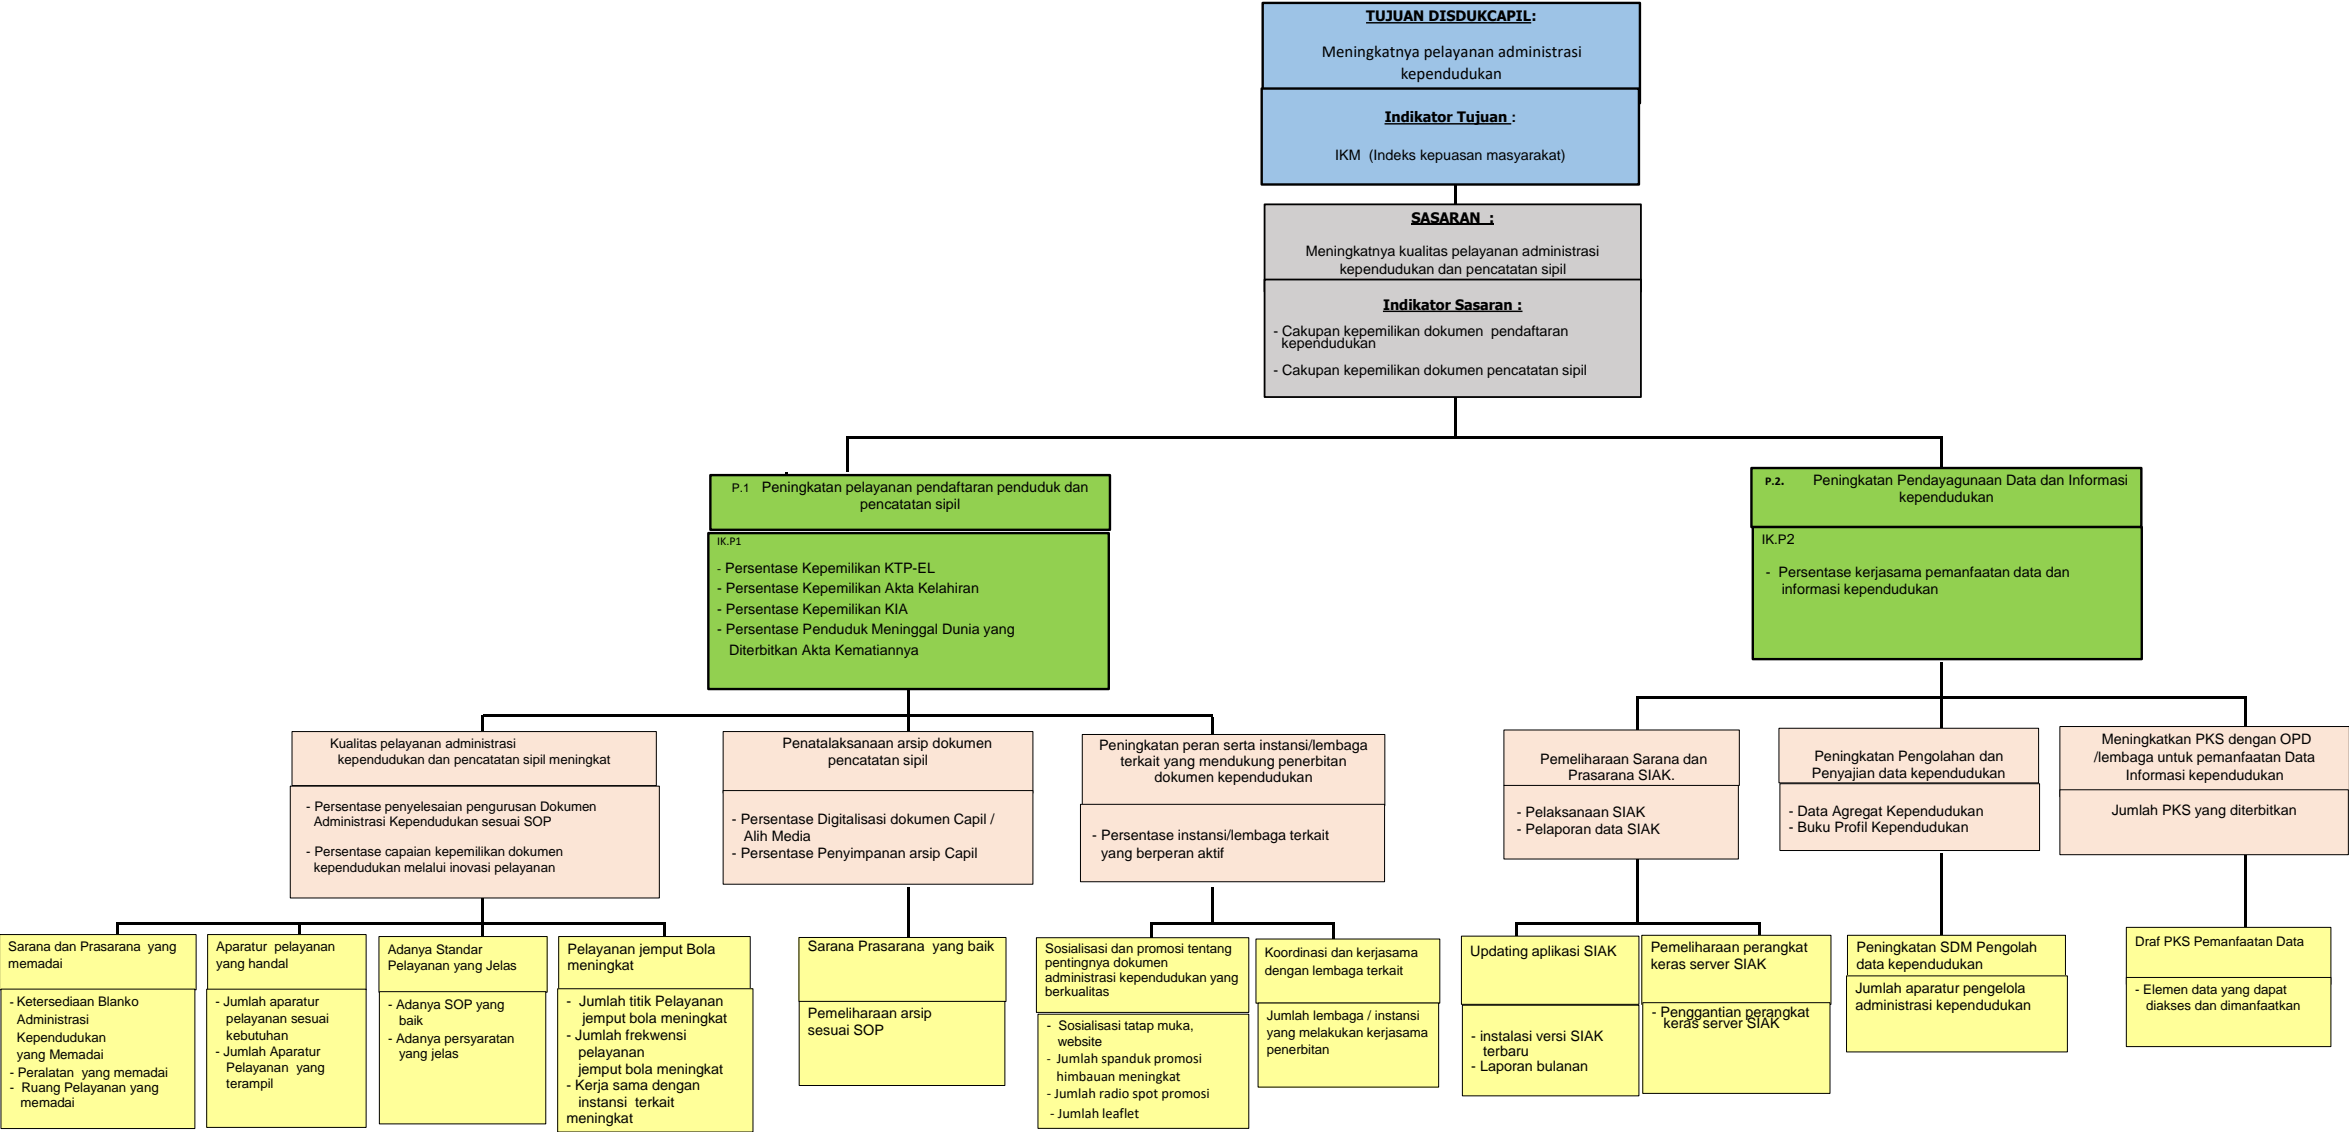 TUJUAN DISDUKCAPIL:
Meningkatnya pelayanan administrasi
kependudukan
Indikator Tujuan :
IKM (Indeks kepuasan masyarakat)
SASARAN :
Meningkatnya kualitas pelayanan administrasi
kependudukan dan pencatatan sipil
Indikator Sasaran :
- Cakupan kepemilikan dokumen pendaftaran
kependudukan
- Cakupan kepemilikan dokumen pencatatan sipil
P.1 Peningkatan pelayanan pendaftaran penduduk dan
pencatatan sipil
IK.P1
- Persentase Kepemilikan KTP-EL
- Persentase Kepemilikan Akta Kelahiran
- Persentase Kepemilikan KIA
- Persentase Penduduk Meninggal Dunia yang
Diterbitkan Akta Kematiannya
P.2. Peningkatan Pendayagunaan Data dan Informasi
kependudukan
IK.P2
- Persentase kerjasama pemanfaatan data dan
informasi kependudukan
Kualitas pelayanan administrasi
kependudukan dan pencatatan sipil meningkat
- Persentase penyelesaian pengurusan Dokumen
Administrasi Kependudukan sesuai SOP
- Persentase capaian kepemilikan dokumen
kependudukan melalui inovasi pelayanan
Penatalaksanaan arsip dokumen
pencatatan sipil
- Persentase Digitalisasi dokumen Capil /
Alih Media
- Persentase Penyimpanan arsip Capil
Peningkatan peran serta instansi/lembaga
terkait yang mendukung penerbitan
dokumen kependudukan
- Persentase instansi/lembaga terkait
yang berperan aktif
Pemeliharaan Sarana dan
Prasarana SIAK.
- Pelaksanaan SIAK
- Pelaporan data SIAK
Peningkatan Pengolahan dan
Penyajian data kependudukan
- Data Agregat Kependudukan
- Buku Profil Kependudukan
Meningkatkan PKS dengan OPD
/lembaga untuk pemanfaatan Data
Informasi kependudukan
Jumlah PKS yang diterbitkan
Sarana dan Prasarana yang
memadai
- Ketersediaan Blanko
Administrasi
Kependudukan
yang Memadai
- Peralatan yang memadai
- Ruang Pelayanan yang
memadai
Aparatur pelayanan
yang handal
- Jumlah aparatur
pelayanan sesuai
kebutuhan
- Jumlah Aparatur
Pelayanan yang
terampil
Adanya Standar
Pelayanan yang Jelas
- Adanya SOP yang
baik
- Adanya persyaratan
yang jelas
Pelayanan jemput Bola
meningkat
- Jumlah titik Pelayanan
jemput bola meningkat
- Jumlah frekwensi
pelayanan
jemput bola meningkat
- Kerja sama dengan
instansi terkait
meningkat
Sarana Prasarana yang baik
Pemeliharaan arsip
sesuai SOP
Sosialisasi dan promosi tentang
pentingnya dokumen
administrasi kependudukan yang
berkualitas
- Sosialisasi tatap muka,
website
- Jumlah spanduk promosi
himbauan meningkat
- Jumlah radio spot promosi
- Jumlah leaflet
Koordinasi dan kerjasama
dengan lembaga terkait
Jumlah lembaga / instansi
yang melakukan kerjasama
penerbitan
Updating aplikasi SIAK
- instalasi versi SIAK
terbaru
- Laporan bulanan
Pemeliharaan perangkat
keras server SIAK
- Penggantian perangkat
keras server SIAK
Peningkatan SDM Pengolah
data kependudukan
Jumlah aparatur pengelola
administrasi kependudukan
Draf PKS Pemanfaatan Data
- Elemen data yang dapat
diakses dan dimanfaatkan